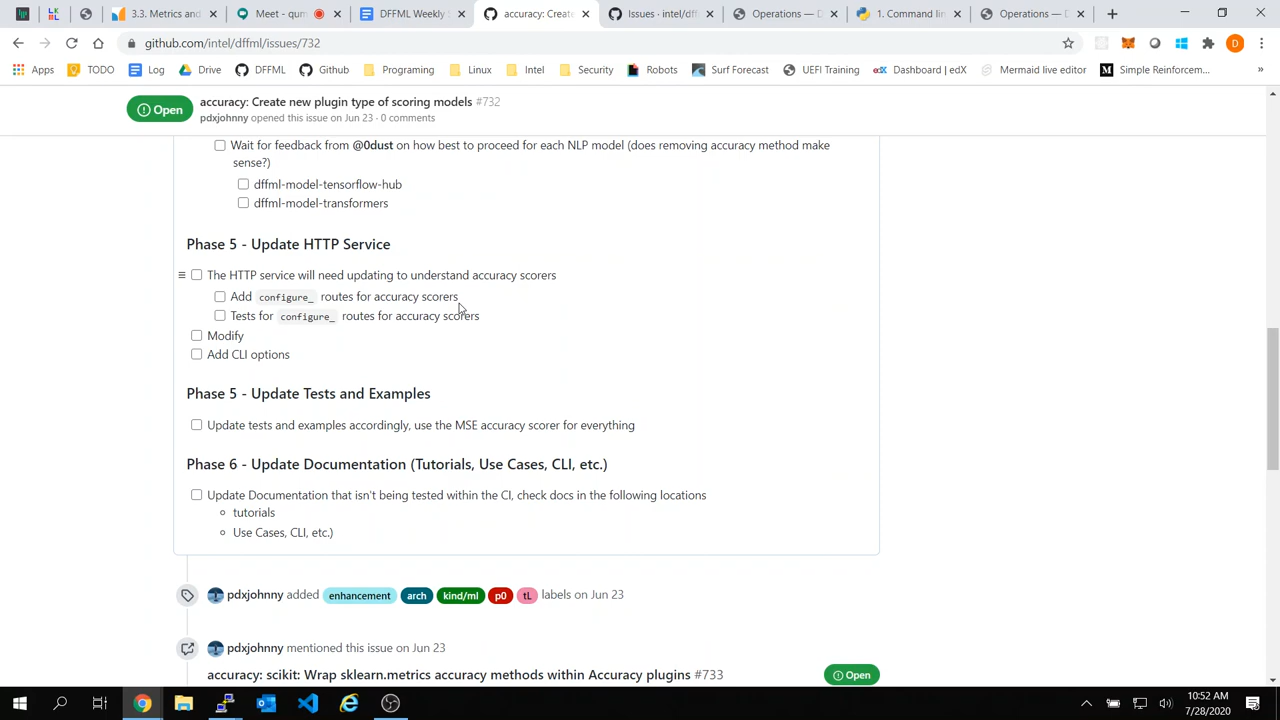 3. Metrics and
Meet - qum
DFFML Weekly
accuracy: Create
Issues · intel/dff
Operations — D
1. Command lin
Operations — D
github.com/intel/dffml/issues/732
D
Apps
TODO
Log
Drive
DFFML
Github
Programing
Linux
Intel
Security
Robots
Surf Forecast
UEFI Training
Dashboard | edX
Mermaid live editor
Simple Reinforcem...
»
Open
accuracy: Create new plugin type of scoring models #732
pdxjohnny opened this issue on Jun 23 · 0 comments
Wait for feedback from @0dust on how best to proceed for each NLP model (does removing accuracy method make
sense?)
dffml-model-tensorflow-hub
dffml-model-transformers
Phase 5 - Update HTTP Service
The HTTP service will need updating to understand accuracy scorers
Add configure_ routes for accuracy scorers
Tests for configure_ routes for accuracy scorers
Modify
Add CLI options
Phase 5 - Update Tests and Examples
Update tests and examples accordingly, use the MSE accuracy scorer for everything
Phase 6 - Update Documentation (Tutorials, Use Cases, CLI, etc.)
Update Documentation that isn't being tested within the CI, check docs in the following locations
tutorials
Use Cases, CLI, etc.)
pdxjohnny added enhancement arch kind/ml p0 tL labels on Jun 23
pdxjohnny mentioned this issue on Jun 23
accuracy: scikit: Wrap sklearn.metrics accuracy methods within Accuracy plugins #733
Open
10:52 AM
7/28/2020